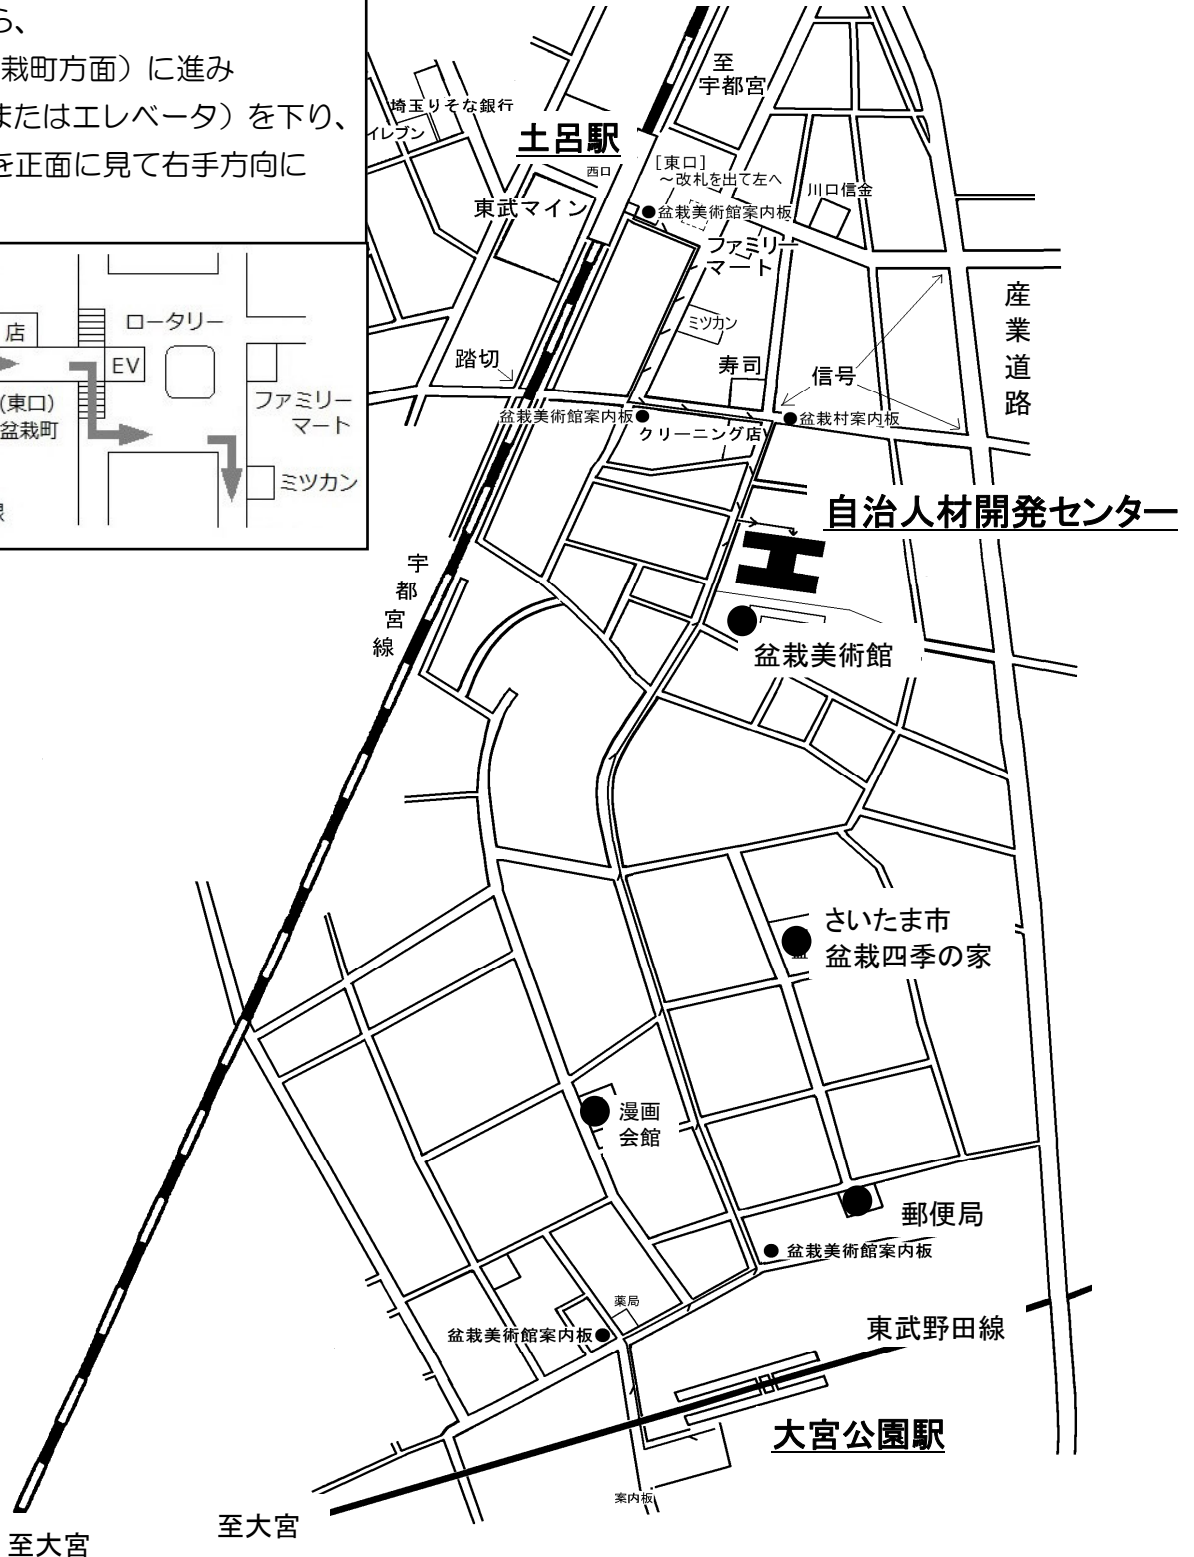 ら、
栽町方面）に進み
またはエレベータ）を下り、
を正面に見て右手方向に
店
ロータリー
EV
(東口)
盆栽町
ファミリー
マート
ミツカン
至
宇都宮
埼玉りそな銀行
イレブン
土呂駅
西口
[東口]
～改札を出て左へ
川口信金
東武マイン
盆栽美術館案内板
ファミリー
マート
産業道路
ミツカン
踏切
寿司
信号
盆栽美術館案内板
盆栽村案内板
クリーニング店
自治人材開発センター
宇都宮線
盆栽美術館
さいたま市
盆栽四季の家
漫画
会館
郵便局
盆栽美術館案内板
薬局
盆栽美術館案内板
東武野田線
大宮公園駅
案内板
至大宮
至大宮